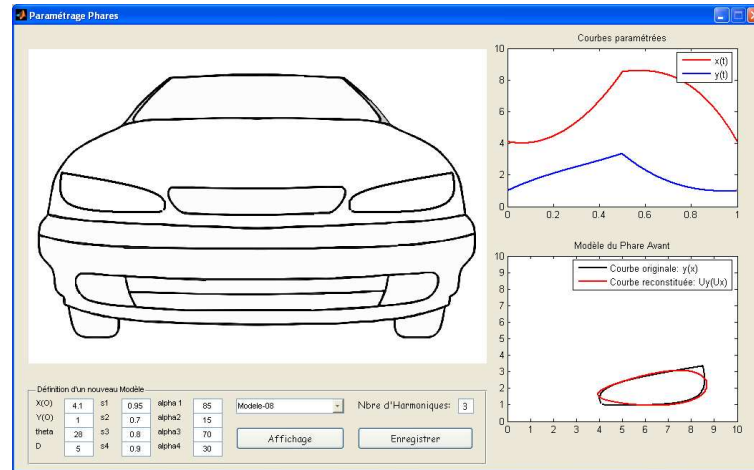 Paramétrage Phares
Courbes paramétrées
10
8
6
4
2
0
x(t)
y(t)
0 0.2 0.4 0.6 0.8 1
Modèle du Phare Avant
10
9
8
7
6
5
4
3
2
1
0
Courbe originale: y(x)
Courbe reconstituée: Uy(Ux)
0 1 2 3 4 5 6 7 8 9 10
Définition d'un nouveau Modèle
X(O) 4.1 s1 0.95 alpha 1 85
Y(O) 1 s2 0.7 alpha2 15
theta 28 s3 0.8 alpha3 70
D 5 s4 0.9 alpha4 30
Modele-08
Nbre d'Harmoniques: 3
Affichage
Enregistrer